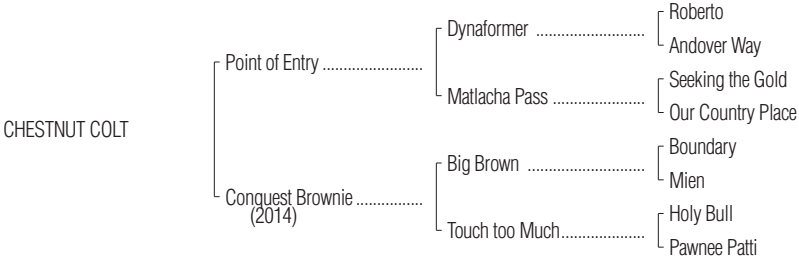 Roberto
Dynaformer ........................
Andover Way
Point of Entry ......................
Seeking the Gold
Matlacha Pass ....................
Our Country Place
CHESTNUT COLT
Boundary
Big Brown .........................
Mien
Conquest Brownie ...............
(2014)
Holy Bull
Touch too Much..................
Pawnee Patti